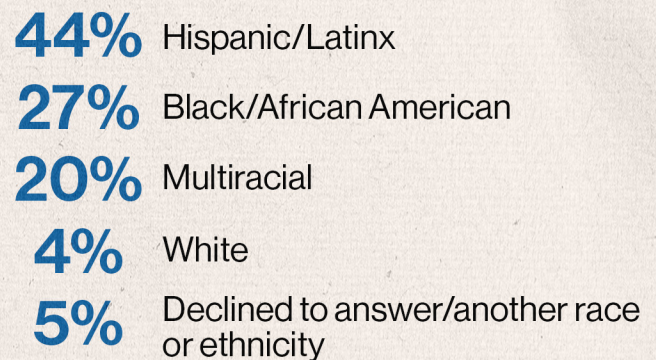 44% Hispanic/Latinx
27% Black/African American
20% Multiracial
4% White
5% Declined to answer/another race
or ethnicity